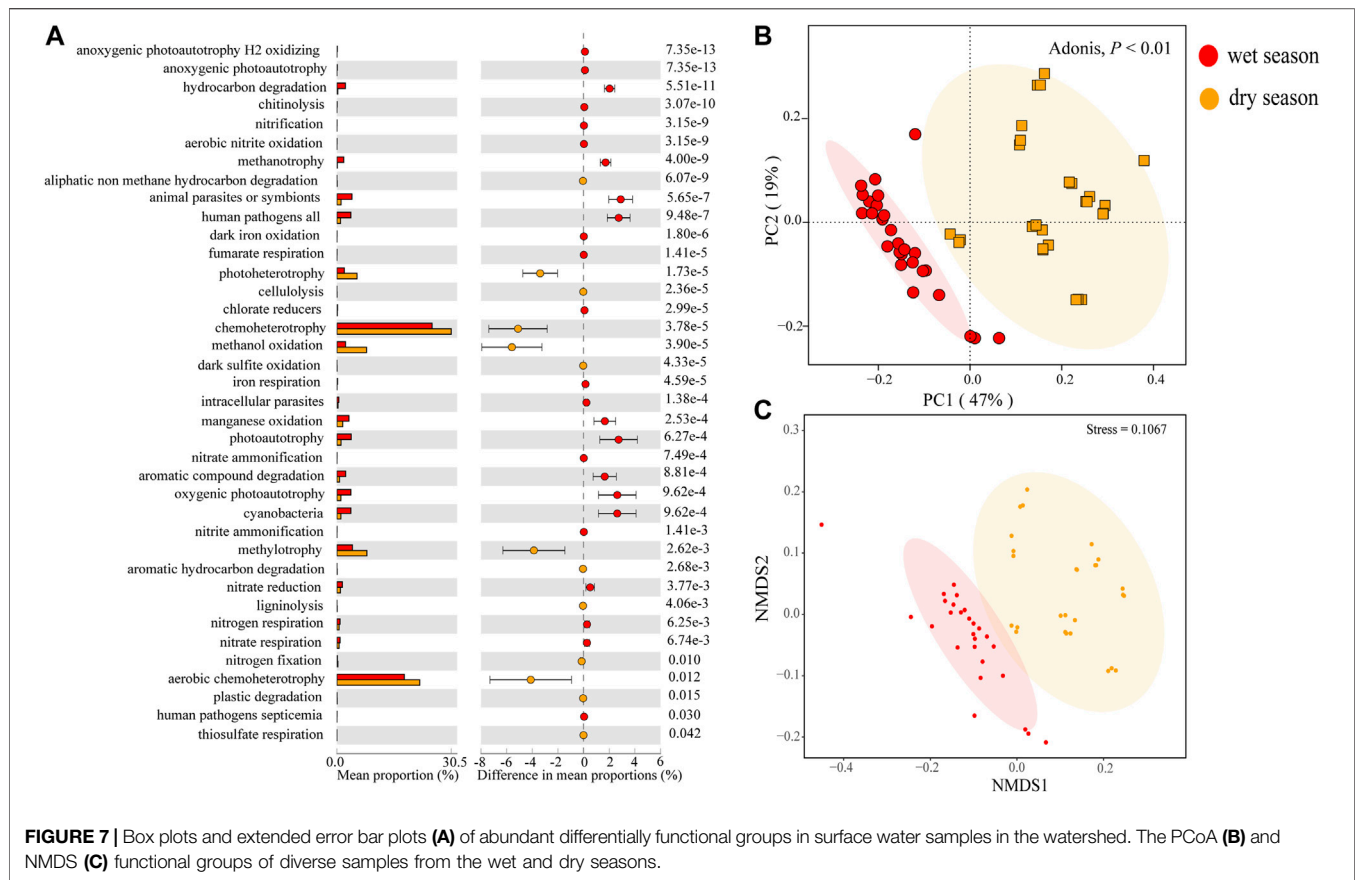 A
anoxygenic photoautotrophy H2 oxidizing 7.35e-13
anoxygenic photoautotrophy 7.35e-13
hydrocarbon degradation 5.51e-11
chitinolysis 3.07e-10
nitrification 3.15e-9
aerobic nitrite oxidation 3.15e-9
methanotrophy 4.00e-9
aliphatic non methane hydrocarbon degradation 6.07e-9
animal parasites or symbionts 5.65e-7
human pathogens all 9.48e-7
dark iron oxidation 1.80e-6
fumarate respiration 1.41e-5
photoheterotrophy 1.73e-5
cellulolysis 2.36e-5
chlorate reducers 2.99e-5
chemoheterotrophy 3.78e-5
methanol oxidation 3.90e-5
dark sulfite oxidation 4.33e-5
iron respiration 4.59e-5
intracellular parasites 1.38e-4
manganese oxidation 2.53e-4
photoautotrophy 6.27e-4
nitrate ammonification 7.49e-4
aromatic compound degradation 8.81e-4
oxygenic photoautotrophy 9.62e-4
cyanobacteria 9.62e-4
nitrite ammonification 1.41e-3
methylotrophy 2.62e-3
aromatic hydrocarbon degradation 2.68e-3
nitrate reduction 3.77e-3
ligninolysis 4.06e-3
nitrogen respiration 6.25e-3
nitrate respiration 6.74e-3
nitrogen fixation 0.010
aerobic chemoheterotrophy 0.012
plastic degradation 0.015
human pathogens septicemia 0.030
thiosulfate respiration 0.042
0.0 30.5 -8 -6 -4 -2 0 2 4 6
Mean proportion (%) Difference in mean proportions (%)
B
Adonis, P < 0.01
wet season
dry season
PC2 ( 19%)
0.2
0.0
−0.2
−0.2 0.0 0.2 0.4
PC1 ( 47%)
C
Stress = 0.1067
NMDS2
0.3
0.2
0.1
0.0
−0.1
−0.2
−0.4 −0.2 0.0 0.2
NMDS1
FIGURE 7 | Box plots and extended error bar plots (A) of abundant differentially functional groups in surface water samples in the watershed. The PCoA (B) and
NMDS (C) functional groups of diverse samples from the wet and dry seasons.